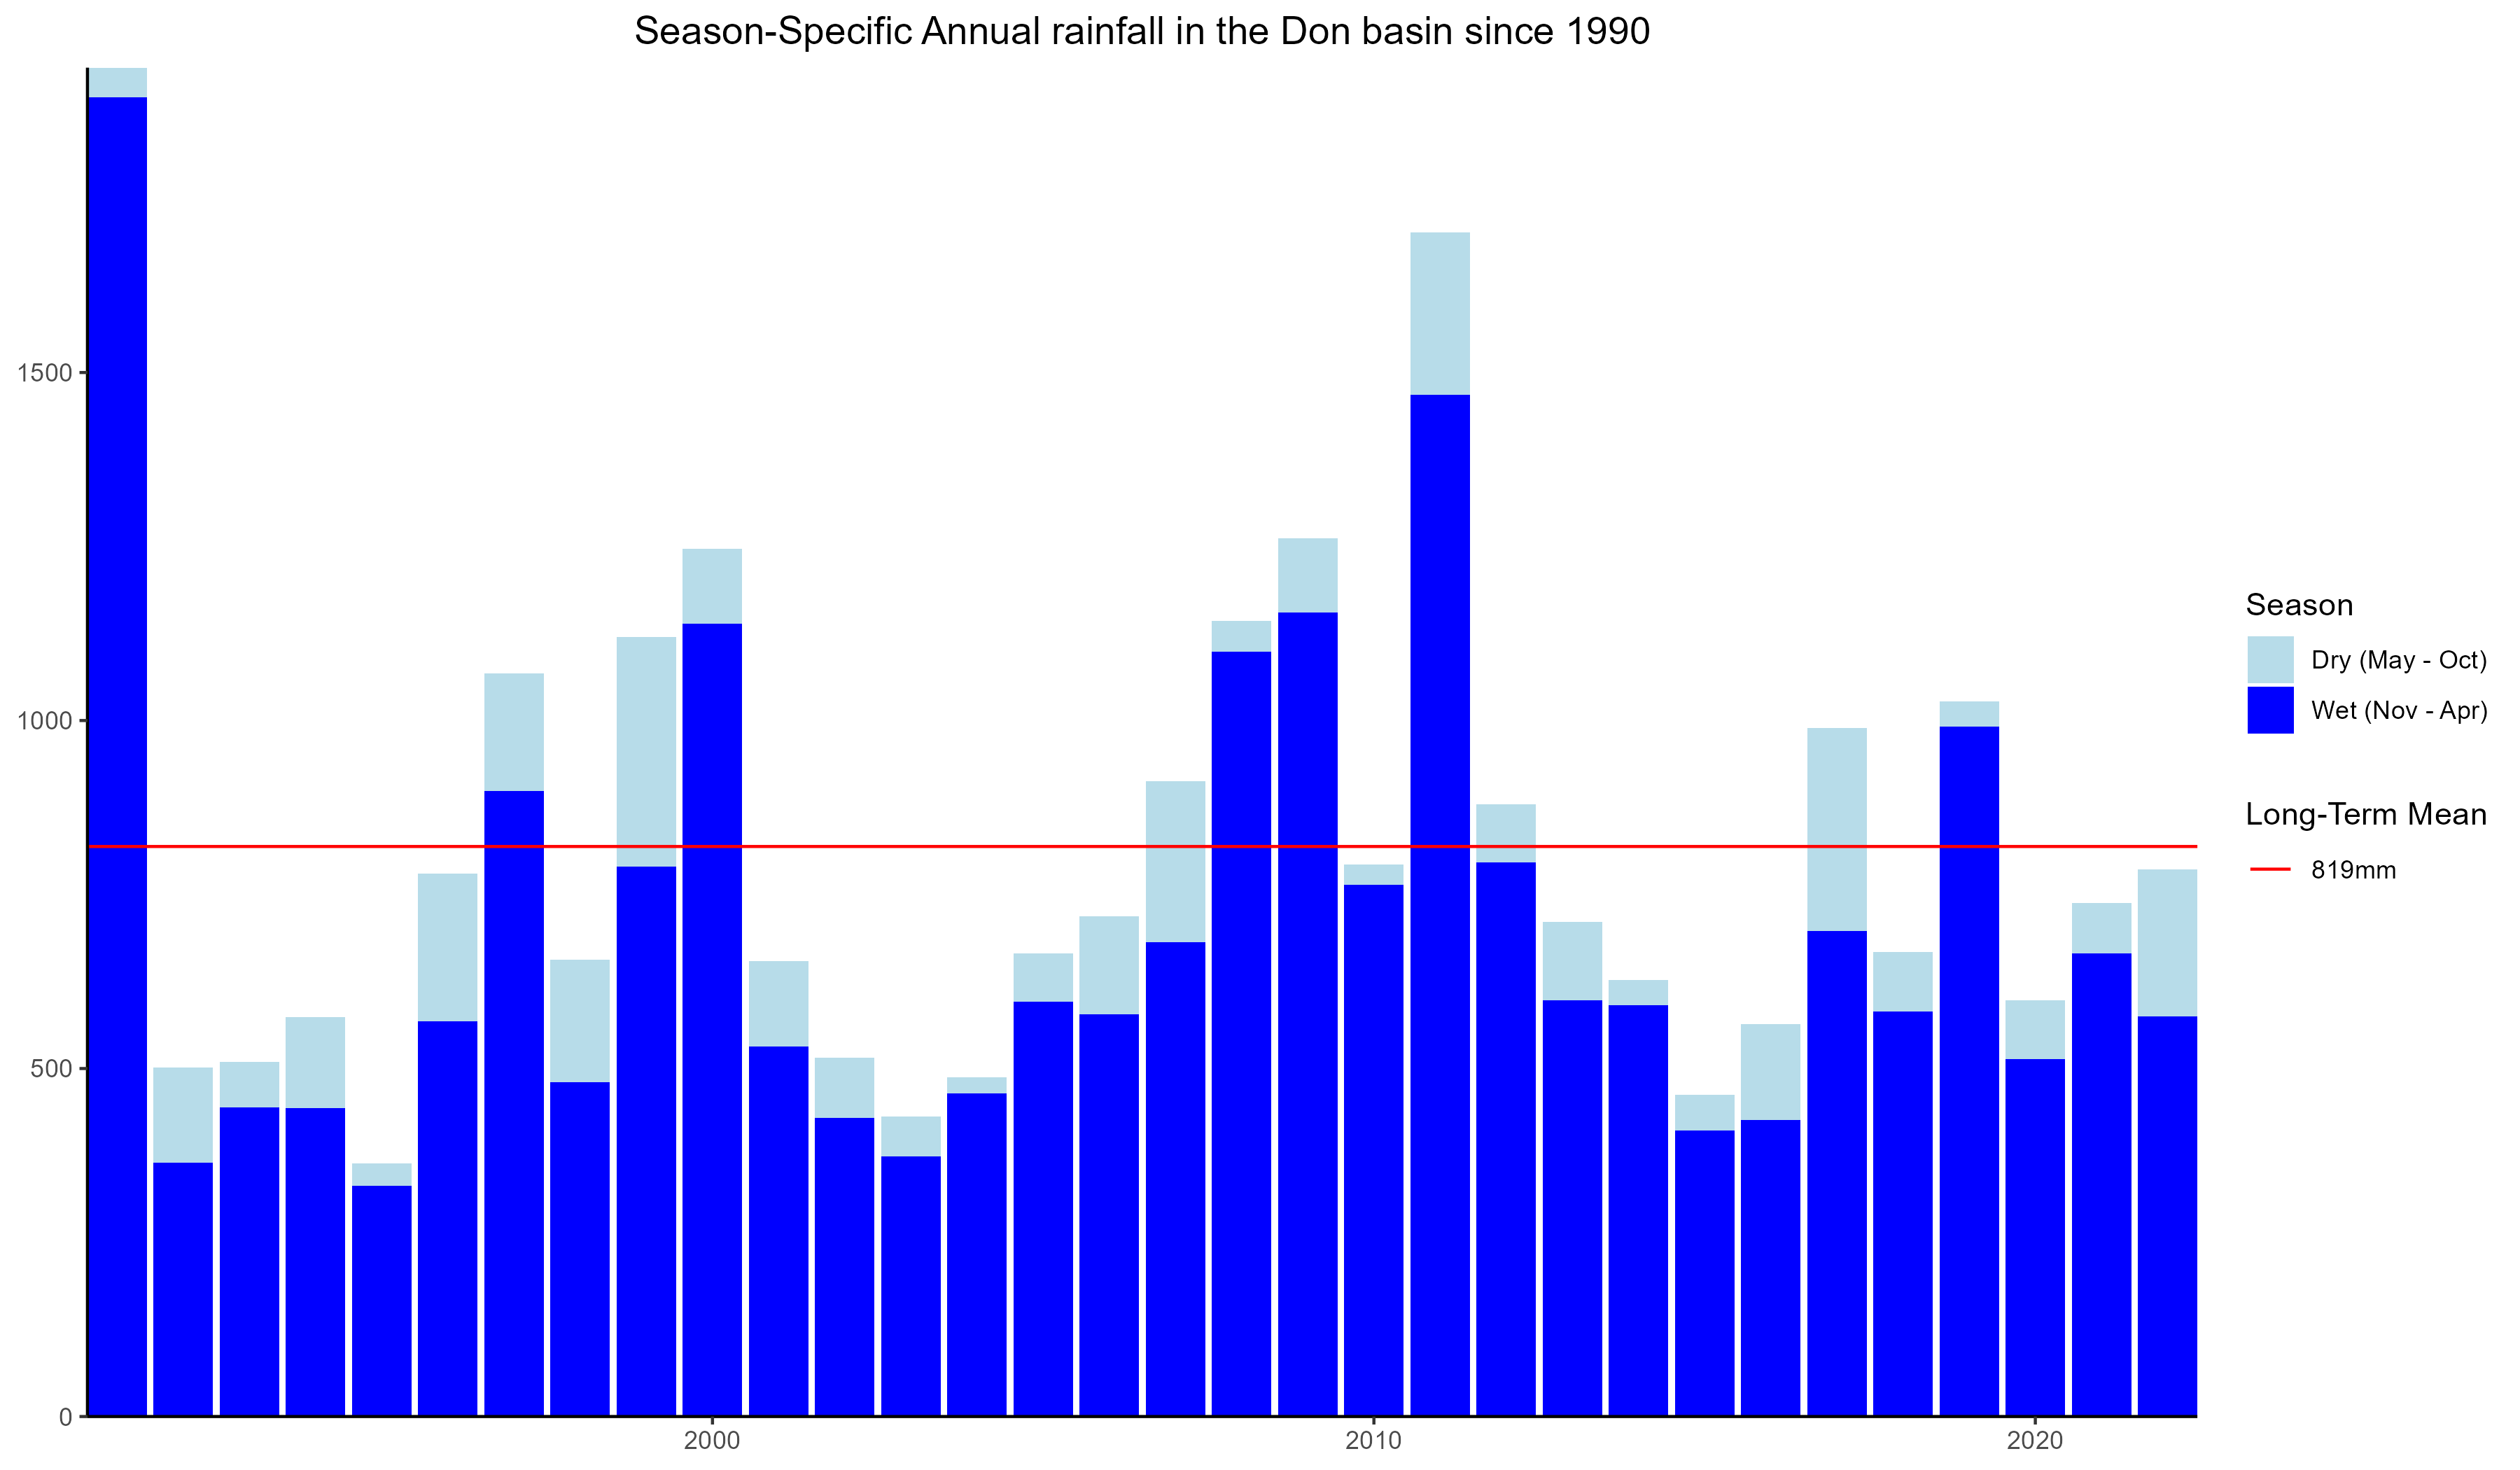 Season-Specific Annual rainfall in the Don basin since 1990
1500
1000
500
0
2000
2010
2020
Season
Dry (May - Oct)
Wet (Nov - Apr)
Long-Term Mean
819mm